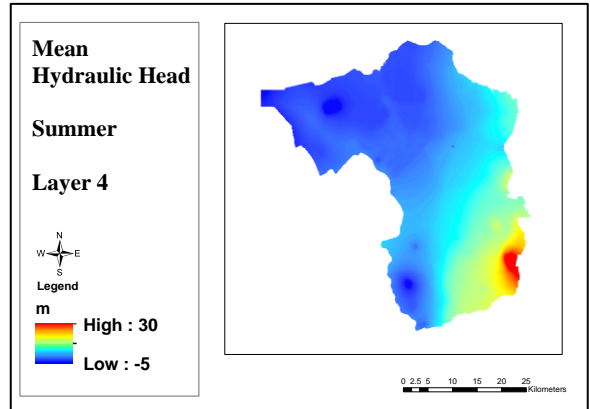 Mean
Hydraulic Head
Summer
Layer 4
N
W E
S
Legend
m
High : 30
Low : -5
0 2.5 5 10 15 20 25
Kilometers